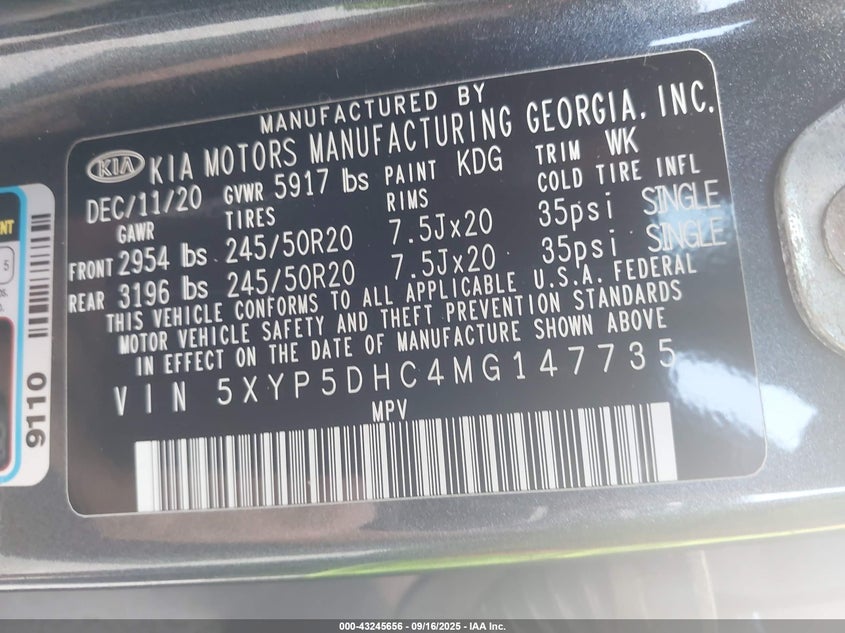 MANUFACTURED BY
KIA KIA MOTORS MANUFACTURING GEORGIA, INC.
DEC/11/20 GVWR 5917 lbs PAINT KDG TRIM WK
GAWR TIRES RIMS COLD TIRE INFL
FRONT 2954 lbs 245/50R20 7.5Jx20 35psi SINGLE
REAR 3196 lbs 245/50R20 7.5Jx20 35psi SINGLE
THIS VEHICLE CONFORMS TO ALL APPLICABLE U.S.A. FEDERAL
MOTOR VEHICLE SAFETY AND THEFT PREVENTION STANDARDS
IN EFFECT ON THE DATE OF MANUFACTURE SHOWN ABOVE
VIN 5XYP5DHC4MG147735
MPV
5
9110
000-43245656 - 09/16/2025 - IAA Inc.